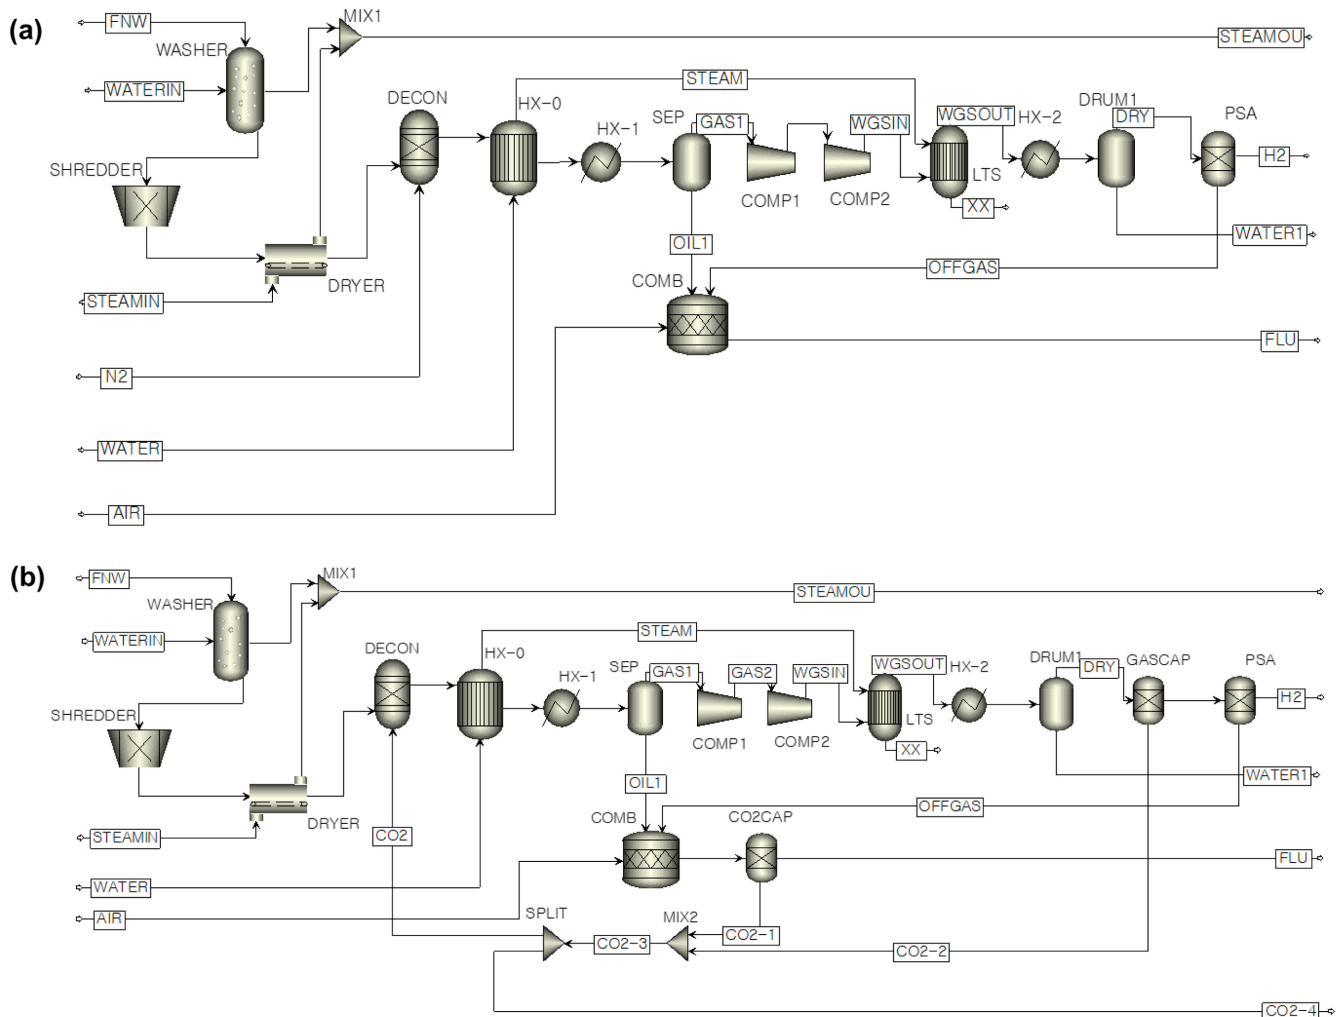 (a)
FNW
MIX1
WASHER
STEAMOU
WATERIN
STEAM
DECON
HX-0
HX-1
SEP
GAS1
WGSIN
WGSOUT
HX-2
DRUM1
DRY
PSA
H2
SHREDDER
COMP1
COMP2
LTS
XX
OIL1
WATER1
OFFGAS
DRYER
COMB
STEAMIN
FLU
N2
WATER
AIR
(b)
FNW
MIX1
WASHER
STEAMOU
WATERIN
STEAM
DECON
HX-0
HX-1
SEP
GAS1
GAS2
WGSIN
WGSOUT
HX-2
DRUM1
DRY
GASCAP
PSA
H2
SHREDDER
COMP1
COMP2
LTS
XX
OIL1
WATER1
OFFGAS
DRYER
CO2
COMB
CO2CAP
STEAMIN
FLU
WATER
AIR
SPLIT
MIX2
CO2-1
CO2-3
CO2-2
CO2-4